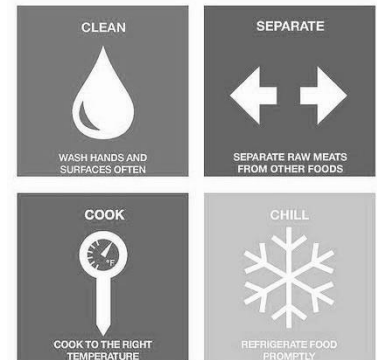 CLEAN
WASH HANDS AND
SURFACES OFTEN
SEPARATE
SEPARATE RAW MEATS
FROM OTHER FOODS
COOK
°F
COOK TO THE RIGHT
TEMPERATURE
CHILL
REFRIGERATE FOOD
PROMPTLY